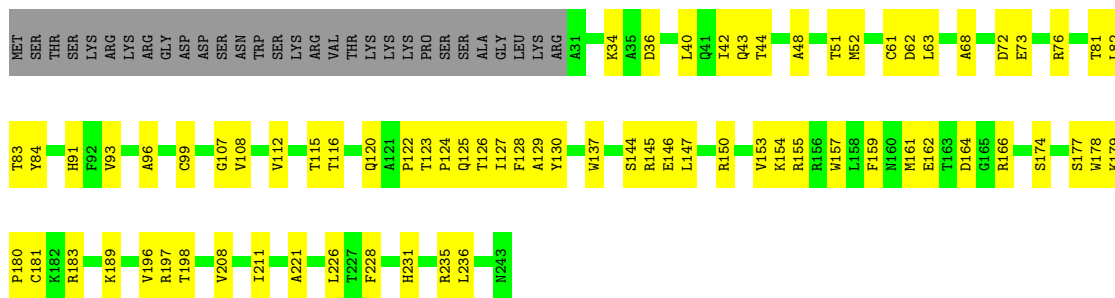 MET SER THR SER LYS ARG LYS ARG GLY ASP ASP SER ASN TRP SER LYS ARG VAL THR LYS LYS LYS PRO SER SER ALA GLY LEU LYS ARG A31 K34 A35 D36 L40 Q41 I42 Q43 T44 A48 T51 M52 C61 D62 L63 A68 D72 E73 R76 T81
T83 Y84 H91 F92 V93 A96 C99 G107 V108 V112 T115 T116 Q120 A121 P122 T123 P124 Q125 T126 I127 F128 A129 Y130 W137 S144 R145 E146 L147 R150 V153 K154 R155 R156 W157 L158 F159 N160 M161 E162 T163 D164 G165 R166 S174 S177 W178
P180 C181 K182 R183 K189 V196 R197 T198 V208 I211 A221 L226 T227 F228 H231 R235 L236 N243